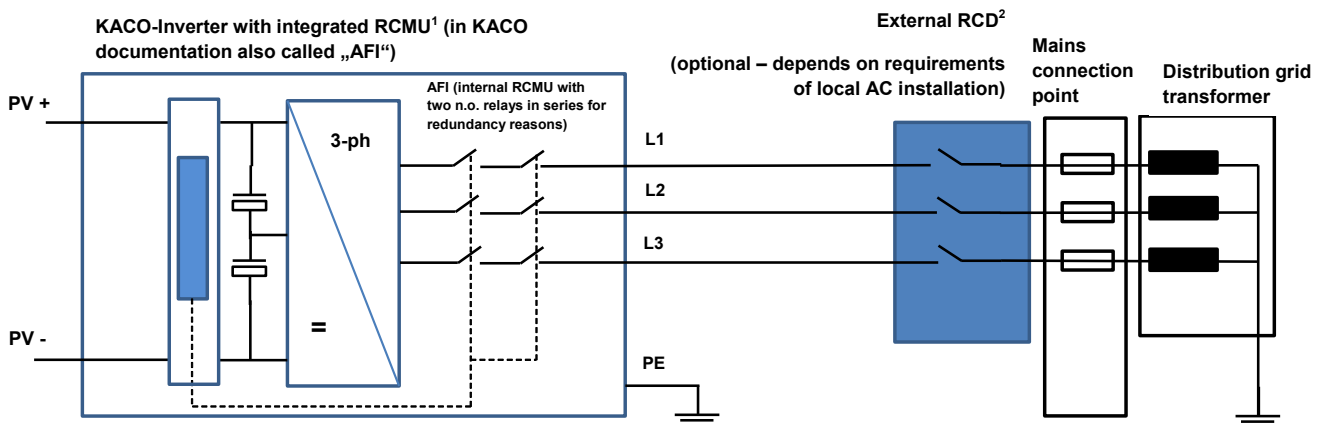 KACO-Inverter with integrated RCMU¹ (in KACO
documentation also called „AFI“)
External RCD²
(optional – depends on requirements
of local AC installation)
Mains
connection
point
Distribution grid
transformer
AFI (internal RCMU with
two n.o. relays in series for
redundancy reasons)
PV +
3-ph
L1
L2
L3
=
PV -
PE